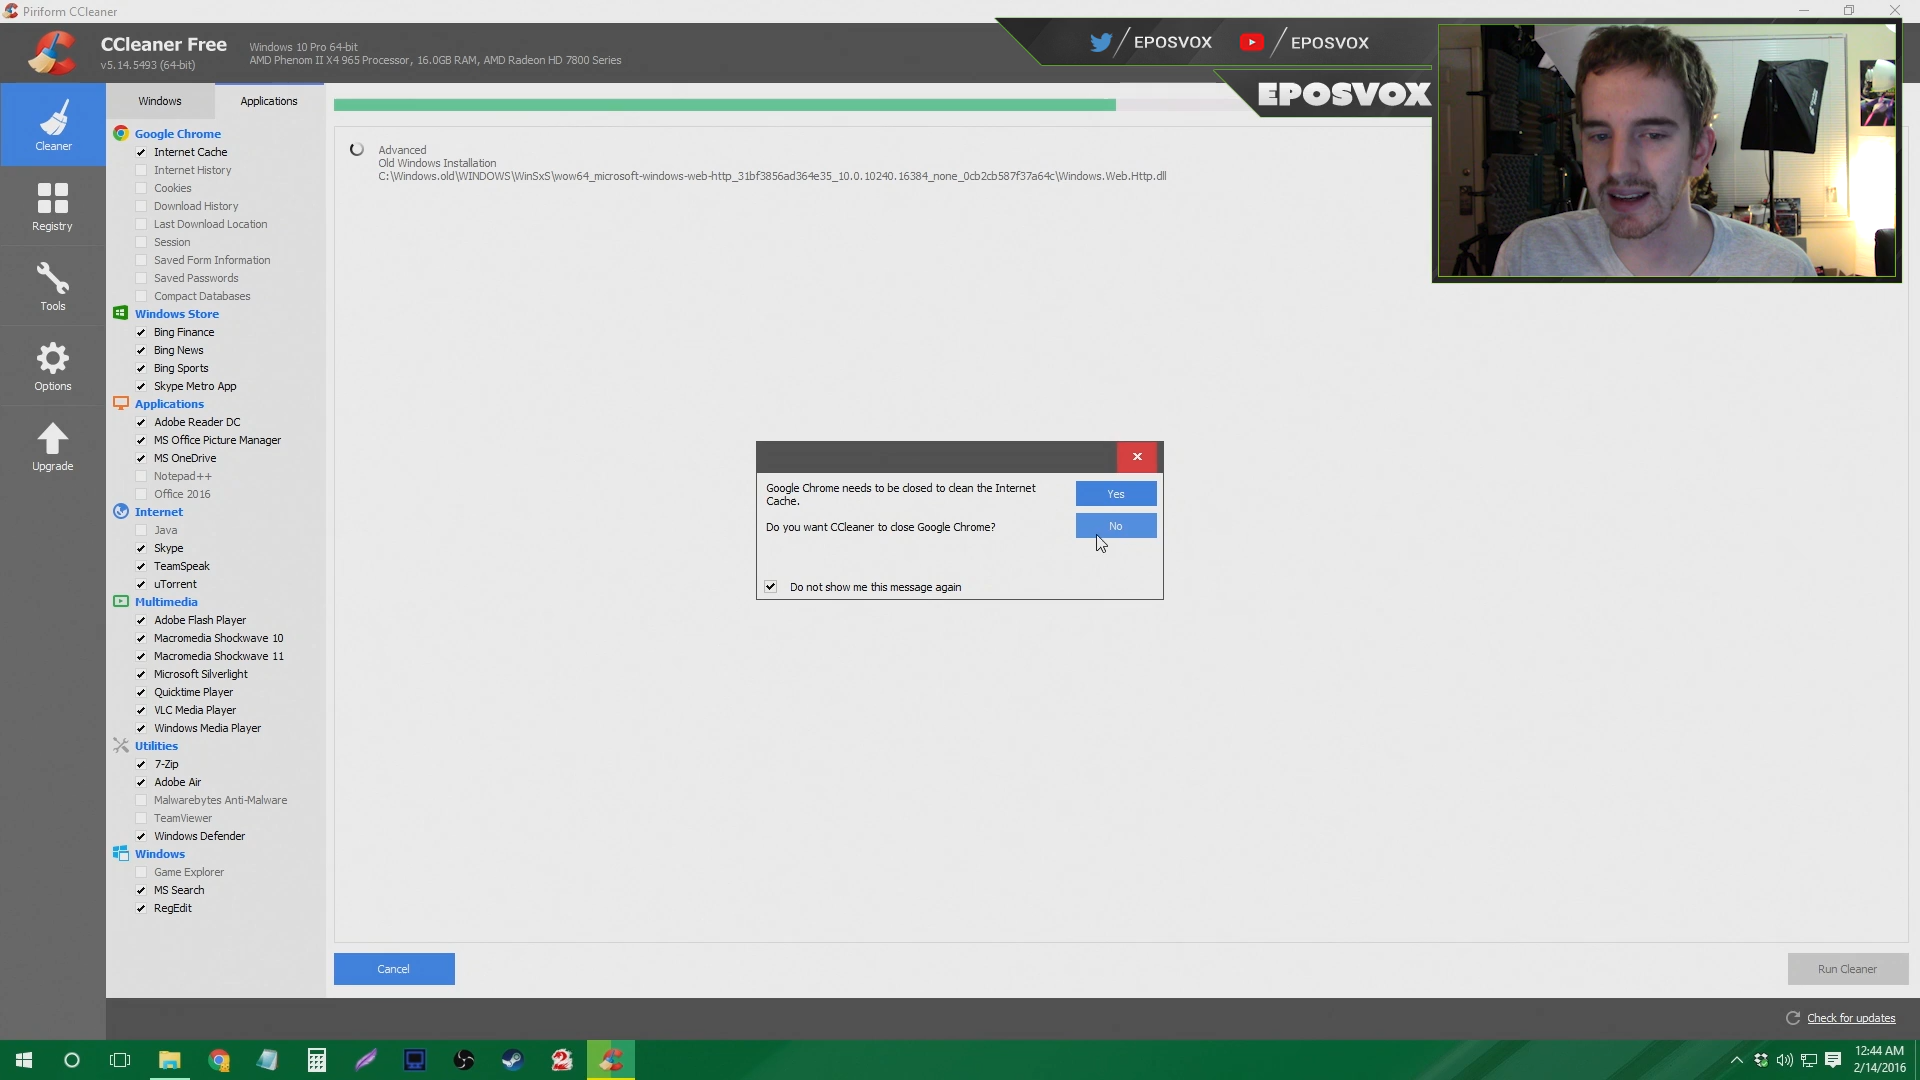 Piriform CCleaner
CCleaner Free
v5.14.5493 (64-bit)
Windows 10 Pro 64-bit
AMD Phenom II X4 965 Processor, 16.0GB RAM, AMD Radeon HD 7800 Series
EPOSVOX
EPOSVOX
EPOSVOX
Cleaner
Registry
Tools
Options
Upgrade
Windows
Applications
Google Chrome
Internet Cache
Internet History
Cookies
Download History
Last Download Location
Session
Saved Form Information
Saved Passwords
Compact Databases
Windows Store
Bing Finance
Bing News
Bing Sports
Skype Metro App
Applications
Adobe Reader DC
MS Office Picture Manager
MS OneDrive
Notepad++
Office 2016
Internet
Java
Skype
TeamSpeak
uTorrent
Multimedia
Adobe Flash Player
Macromedia Shockwave 10
Macromedia Shockwave 11
Microsoft Silverlight
Quicktime Player
VLC Media Player
Windows Media Player
Utilities
7-Zip
Adobe Air
Malwarebytes Anti-Malware
TeamViewer
Windows Defender
Windows
Game Explorer
MS Search
RegEdit
Advanced
Old Windows Installation
C:\Windows.old\WINDOWS\WinSxS\wow64_microsoft-windows-web-http_31bf3856ad364e35_10.0.10240.16384_none_0cb2cb587f37a64c\Windows.Web.Http.dll
Google Chrome needs to be closed to clean the Internet
Cache.
Do you want CCleaner to close Google Chrome?
Yes
No
Do not show me this message again
Cancel
Run Cleaner
Check for updates
12:44 AM
2/14/2016